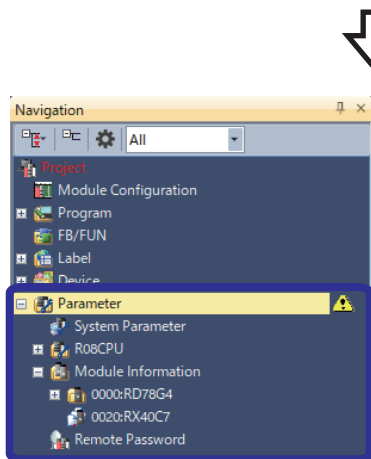 Navigation
All
Project
Module Configuration
Program
FB/FUN
Label
Device
Parameter
System Parameter
R08CPU
Module Information
0000:RD78G4
0020:RX40C7
Remote Password